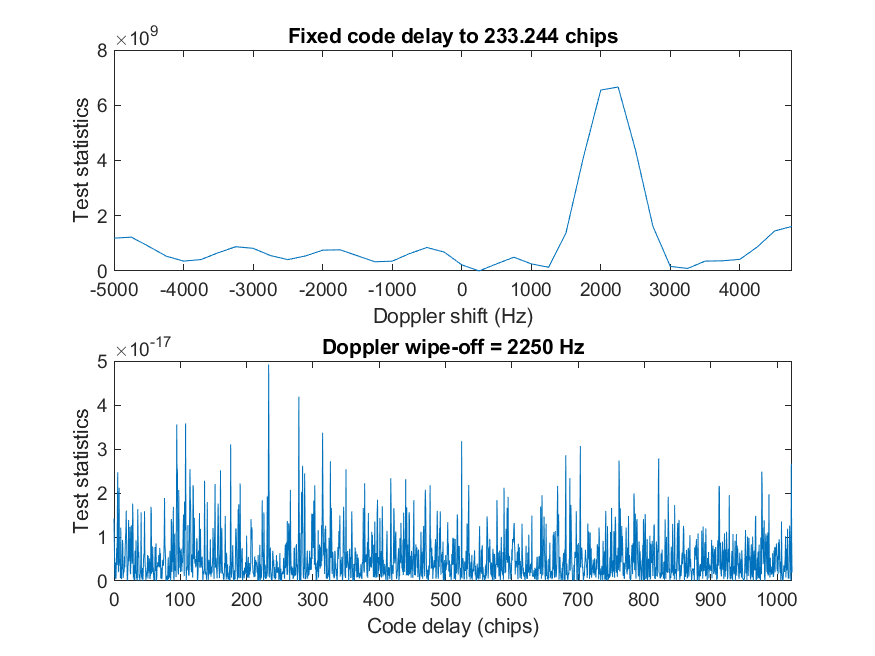 Fixed code delay to 233.244 chips
×10^9
8
6
4
2
0
Test statistics
-5000 -4000 -3000 -2000 -1000 0 1000 2000 3000 4000
Doppler shift (Hz)
Doppler wipe-off = 2250 Hz
×10^-17
5
4
3
2
1
0
Test statistics
0 100 200 300 400 500 600 700 800 900 1000
Code delay (chips)